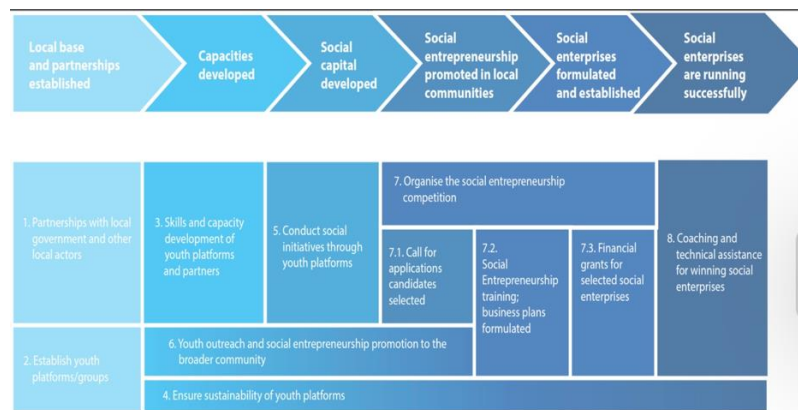 Local base
and partnerships
established
Capacities
developed
Social
capital
developed
Social
entrepreneurship
promoted in local
communities
Social
enterprises
formulated
and established
Social
enterprises
are running
successfully
1. Partnerships with local
government and other
local actors
3. Skills and capacity
development of
youth platforms
and partners
5. Conduct social
initiatives through
youth platforms
7. Organise the social entrepreneurship
competition
7.1. Call for
applications
candidates
selected
7.2.
Social
Entrepreneurship
training;
business plans
formulated
7.3. Financial
grants for
selected social
enterprises
8. Coaching and
technical assistance
for winning social
enterprises
2. Establish youth
platforms/groups
6. Youth outreach and social entrepreneurship promotion to the
broader community
4. Ensure sustainability of youth platforms